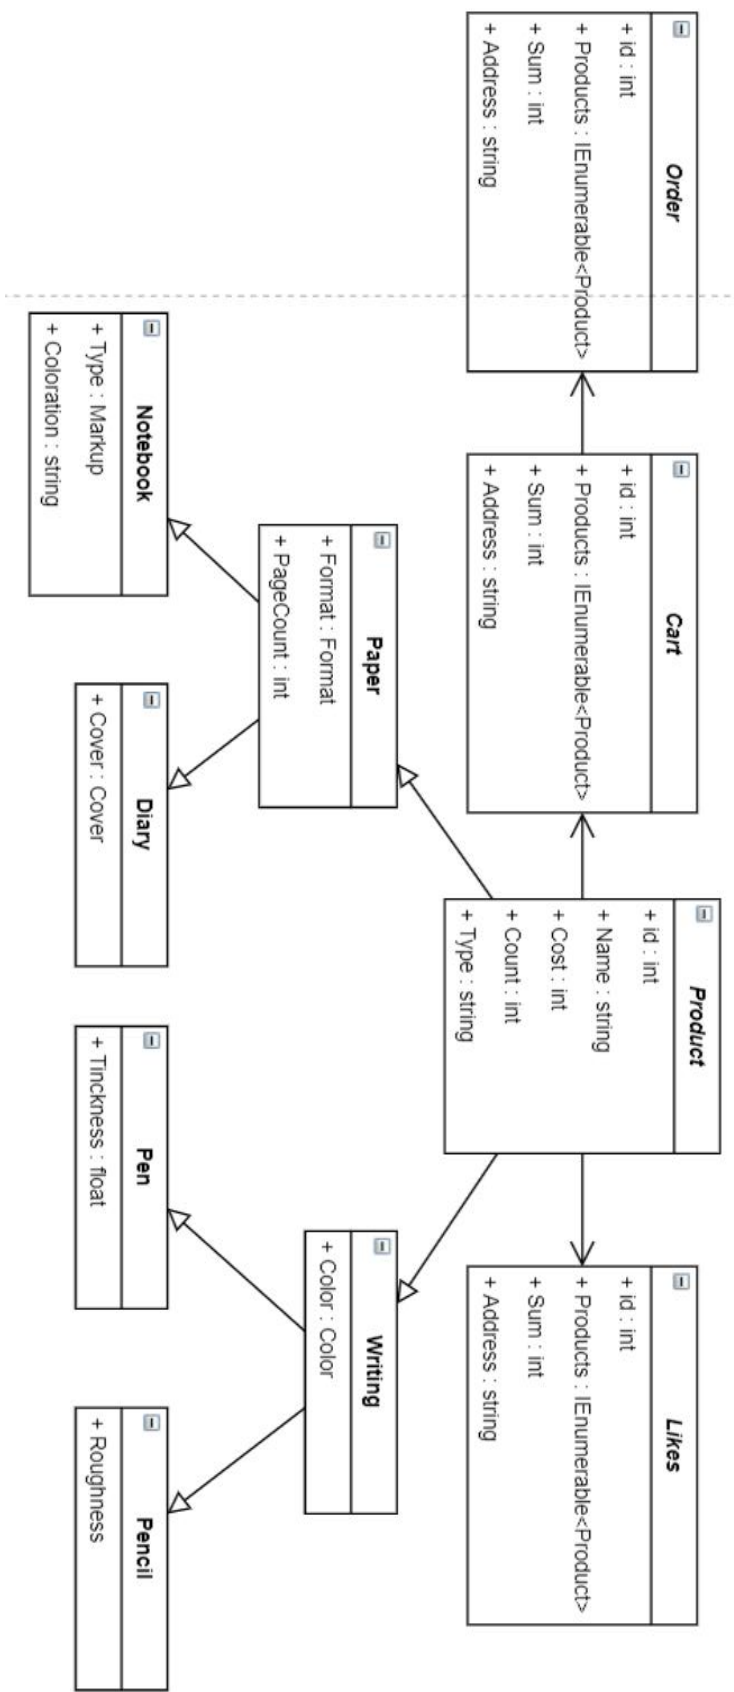 Order
+ id : int
+ Products : IEnumerable<Product>
+ Sum : int
+ Address : string
Cart
+ id : int
+ Products : IEnumerable<Product>
+ Sum : int
+ Address : string
Product
+ id : int
+ Name : string
+ Cost : int
+ Count : int
+ Type : string
Likes
+ id : int
+ Products : IEnumerable<Product>
+ Sum : int
+ Address : string
Paper
+ Format : Format
+ PageCount : int
Writing
+ Color : Color
Notebook
+ Type : Markup
+ Coloration : string
Diary
+ Cover : Cover
Pen
+ Tinckness : float
Pencil
+ Roughness